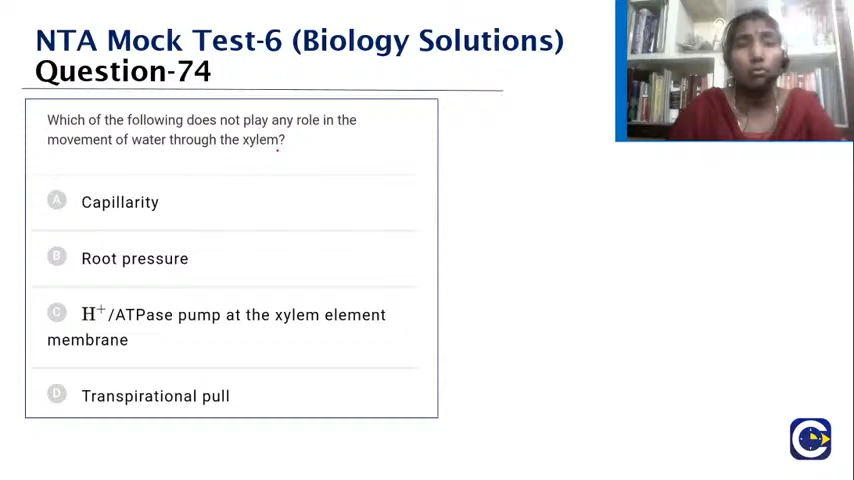 NTA Mock Test-6 (Biology Solutions)
Question-74
Which of the following does not play any role in the
movement of water through the xylem?
A Capillarity
B Root pressure
C H⁺/ATPase pump at the xylem element
membrane
D Transpirational pull